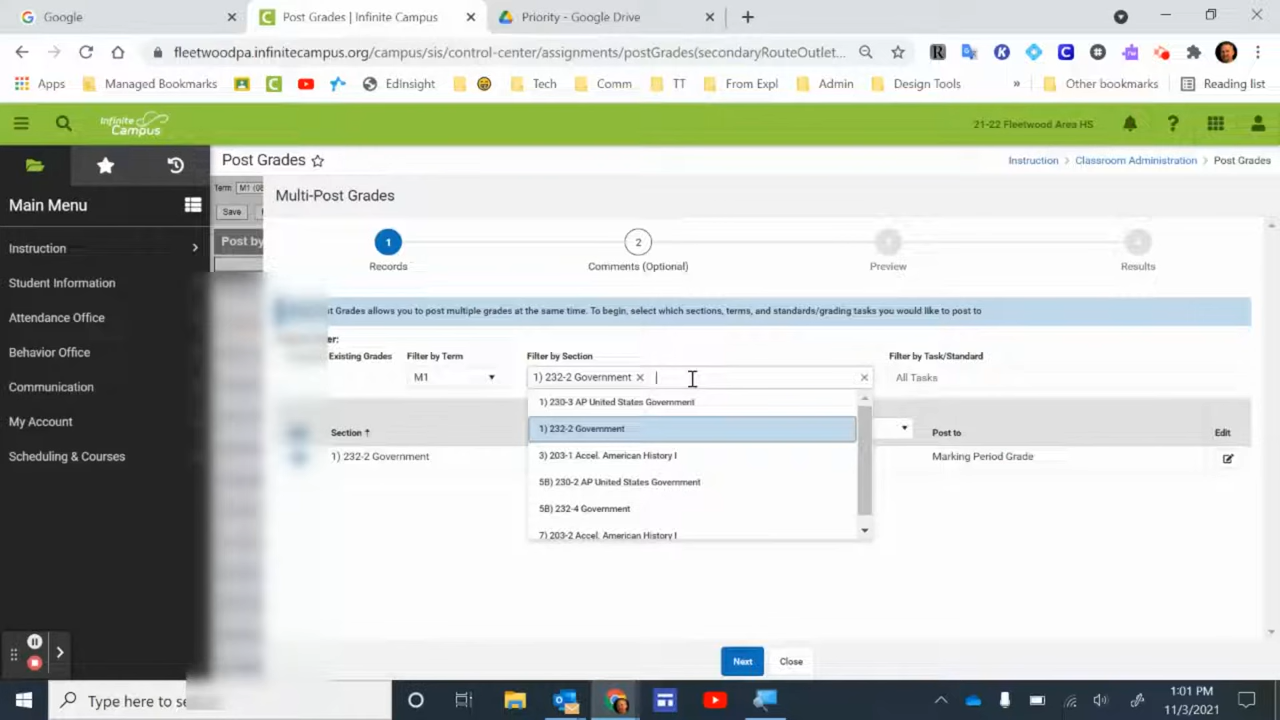 Google
Post Grades | Infinite Campus
Priority - Google Drive
fleetwoodpa.infinitecampus.org/campus/sis/control-center/assignments/postGrades(secondaryRouteOutlet...
Apps
Managed Bookmarks
EdInsight
Tech
Comm
TT
From Expl
Admin
Design Tools
»
Other bookmarks
Reading list
Infinite Campus
21-22 Fleetwood Area HS
Post Grades
Instruction > Classroom Administration > Post Grades
Main Menu
Instruction
Student Information
Attendance Office
Behavior Office
Communication
My Account
Scheduling & Courses
Term M1
Save
Post by
Multi-Post Grades
1
2
Records
Comments (Optional)
Preview
Results
st Grades allows you to post multiple grades at the same time. To begin, select which sections, terms, and standards/grading tasks you would like to post to
er:
Existing Grades
Filter by Term
Filter by Section
Filter by Task/Standard
M1
1) 232-2 Government
All Tasks
1) 230-3 AP United States Government
1) 232-2 Government
3) 203-1 Accel. American History I
5B) 230-2 AP United States Government
5B) 232-4 Government
7) 203-2 Accel. American History I
Section ↑
Post to
Edit
1) 232-2 Government
Marking Period Grade
Next
Close
Type here to se
1:01 PM
11/3/2021